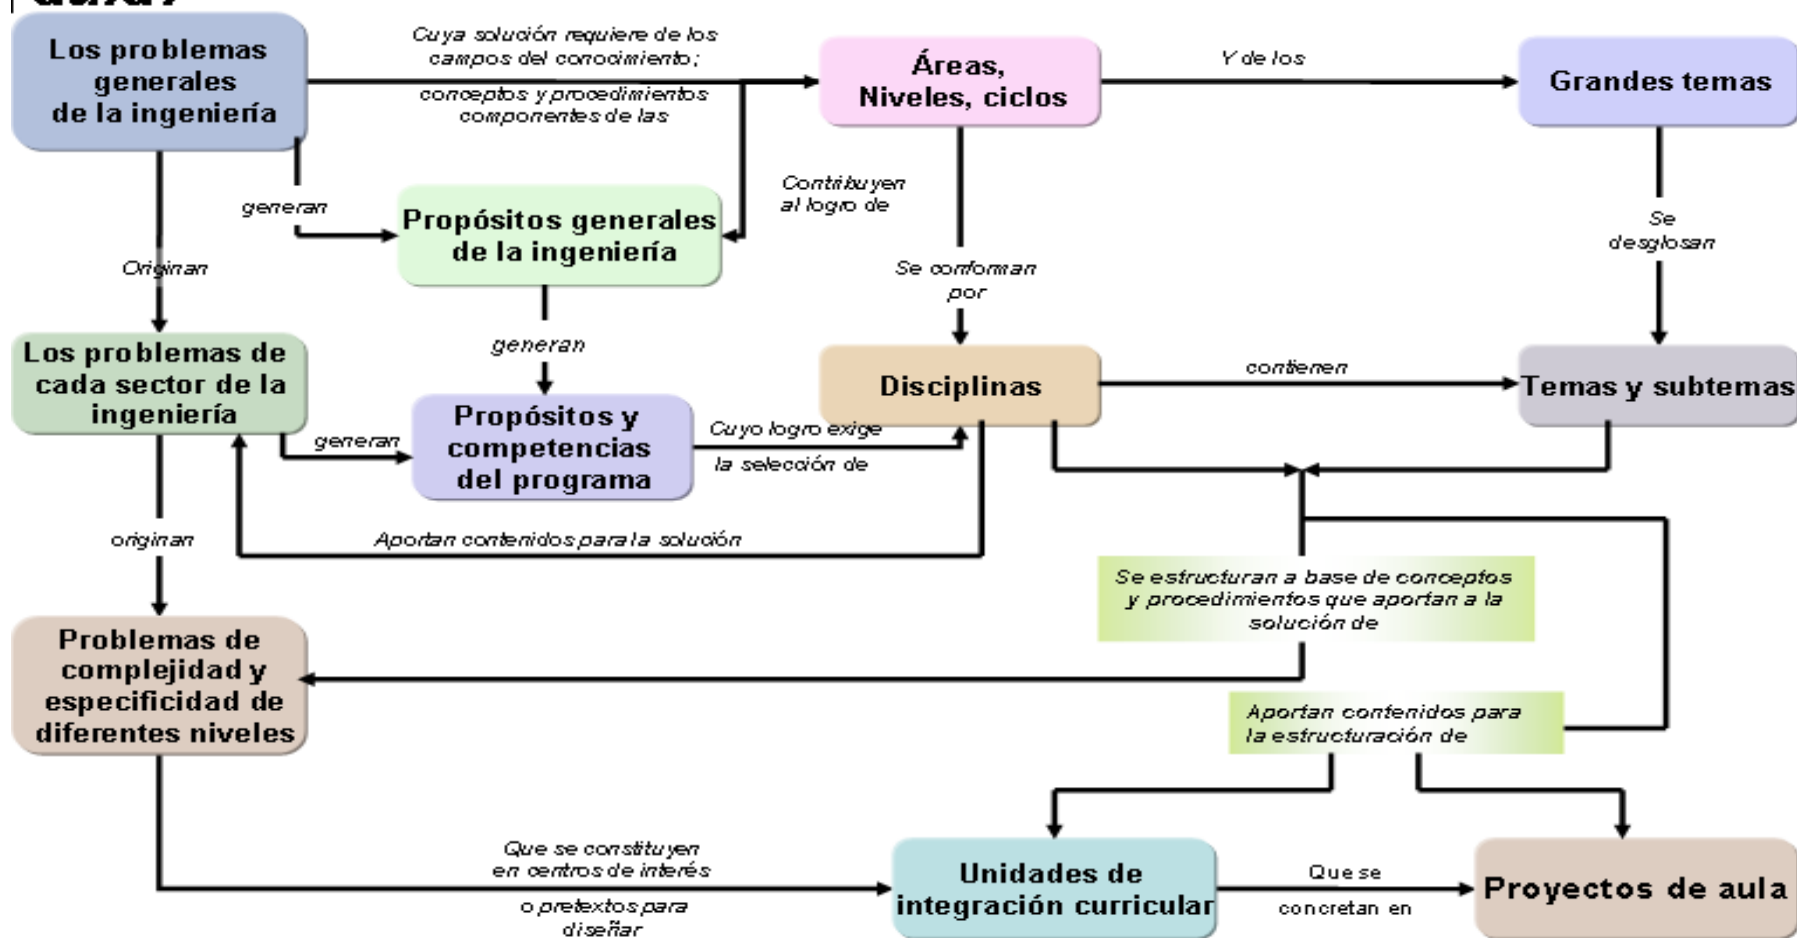 Los problemas
generales
de la ingeniería
Cuya solución requiere de los
campos del conocimiento;
conceptos y procedimientos
componentes de las
Áreas,
Niveles, ciclos
Y de los
Grandes temas
generan
Propósitos generales
de la ingeniería
Contribuyen
al logro de
Se
desglosan
Originan
Se conforman
por
generan
Los problemas de
cada sector de la
ingeniería
Disciplinas
contienen
Temas y subtemas
generan
Propósitos y
competencias
del programa
Cuyo logro exige
la selección de
originan
Aportan contenidos para la solución
Se estructuran a base de conceptos
y procedimientos que aportan a la
solución de
Problemas de
complejidad y
especificidad de
diferentes niveles
Aportan contenidos para
la estructuración de
Que se constituyen
en centros de interés
o pretextos para
diseñar
Unidades de
integración curricular
Que se
concretan en
Proyectos de aula